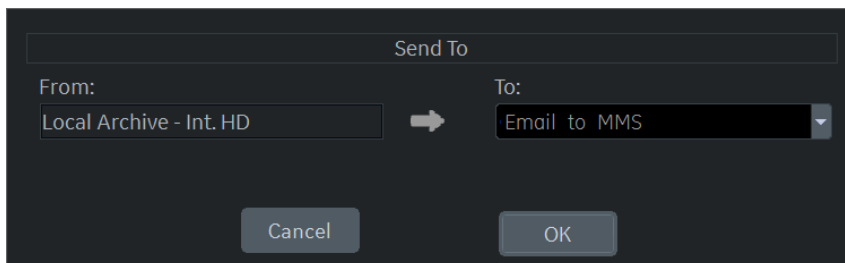 Send To
From:
To:
Local Archive - Int. HD
Email to MMS
Cancel
OK